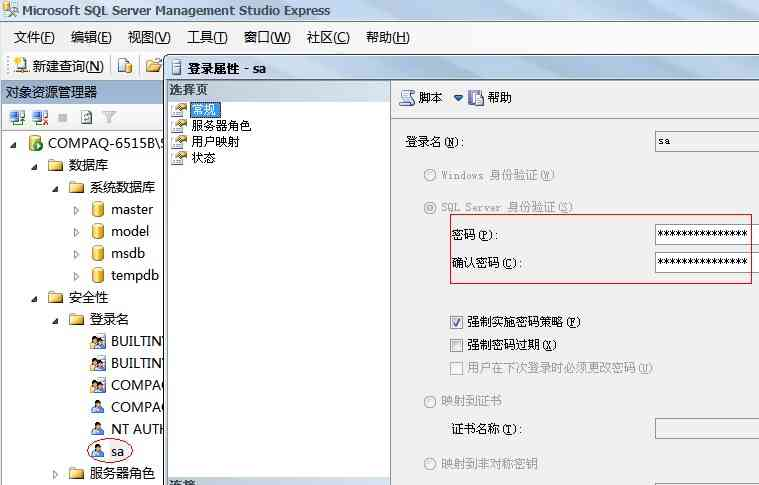 Microsoft SQL Server Management Studio Express
文件(F) 编辑(E) 视图(V) 工具(T) 窗口(W) 社区(C) 帮助(H)
新建查询(N)
登录属性 - sa
对象资源管理器
选择页
常规
服务器角色
用户映射
状态
脚本 帮助
COMPAQ-6515B\S
数据库
系统数据库
master
model
msdb
tempdb
安全性
登录名
BUILTIN
BUILTIN
COMPAQ
COMPAQ
NT AUTH
sa
服务器角色
连接
登录名(N): sa
Windows 身份验证(W)
SQL Server 身份验证(S)
密码(P): ***************
确认密码(C): ***************
强制实施密码策略(F)
强制密码过期(X)
用户在下次登录时必须更改密码(U)
映射到证书
证书名称(T):
映射到非对称密钥